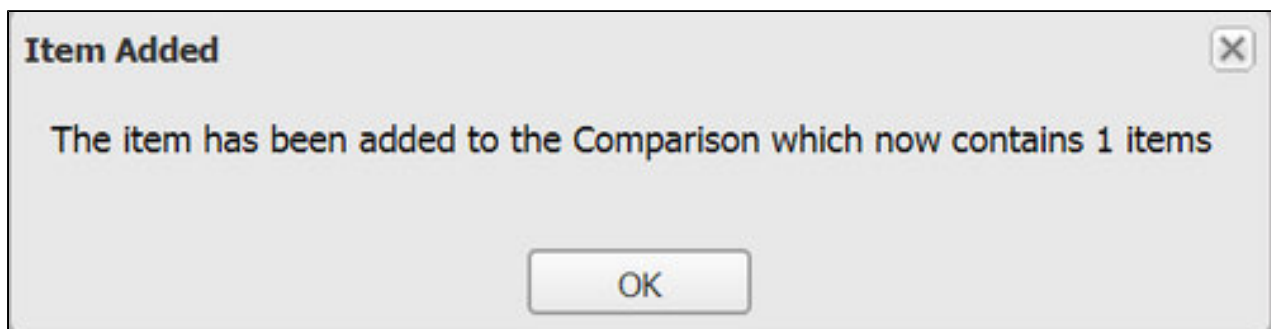 Item Added
The item has been added to the Comparison which now contains 1 items
OK